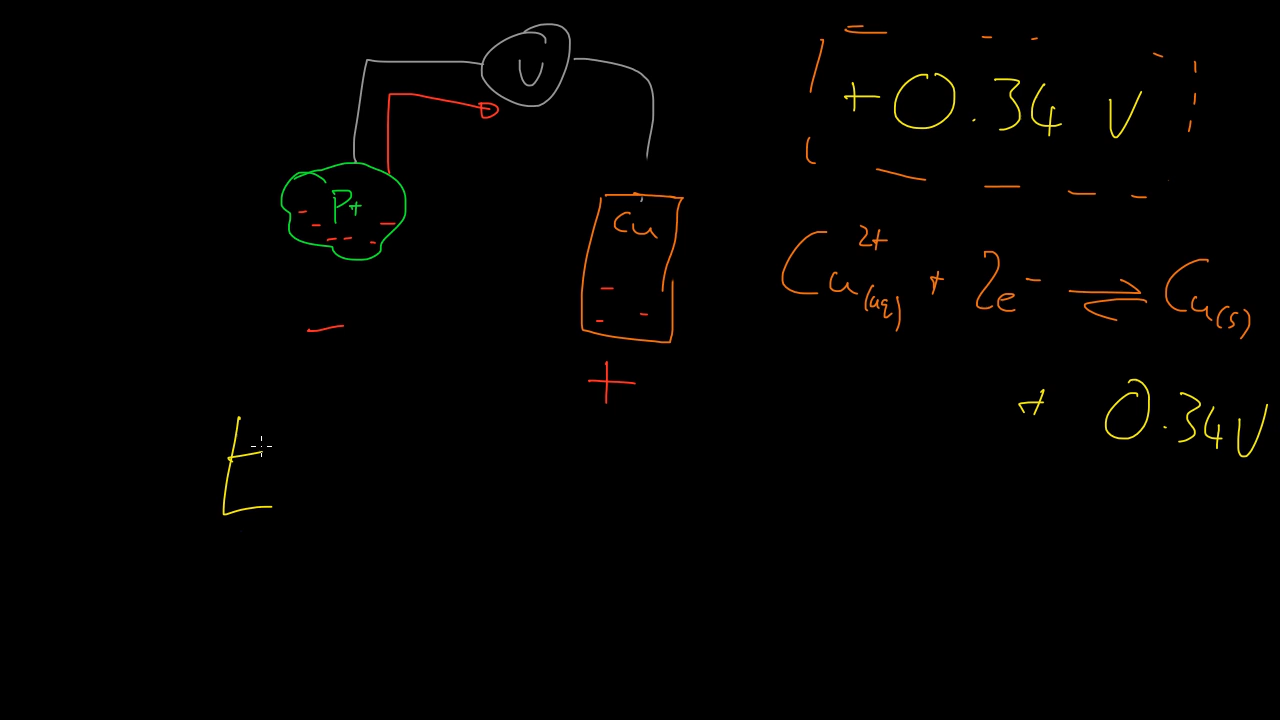 V
+ 0.34 V
Pt
Cu
Cu²⁺(aq) + 2e⁻ ⇌ Cu(s)
−
+
+ 0.34V
E